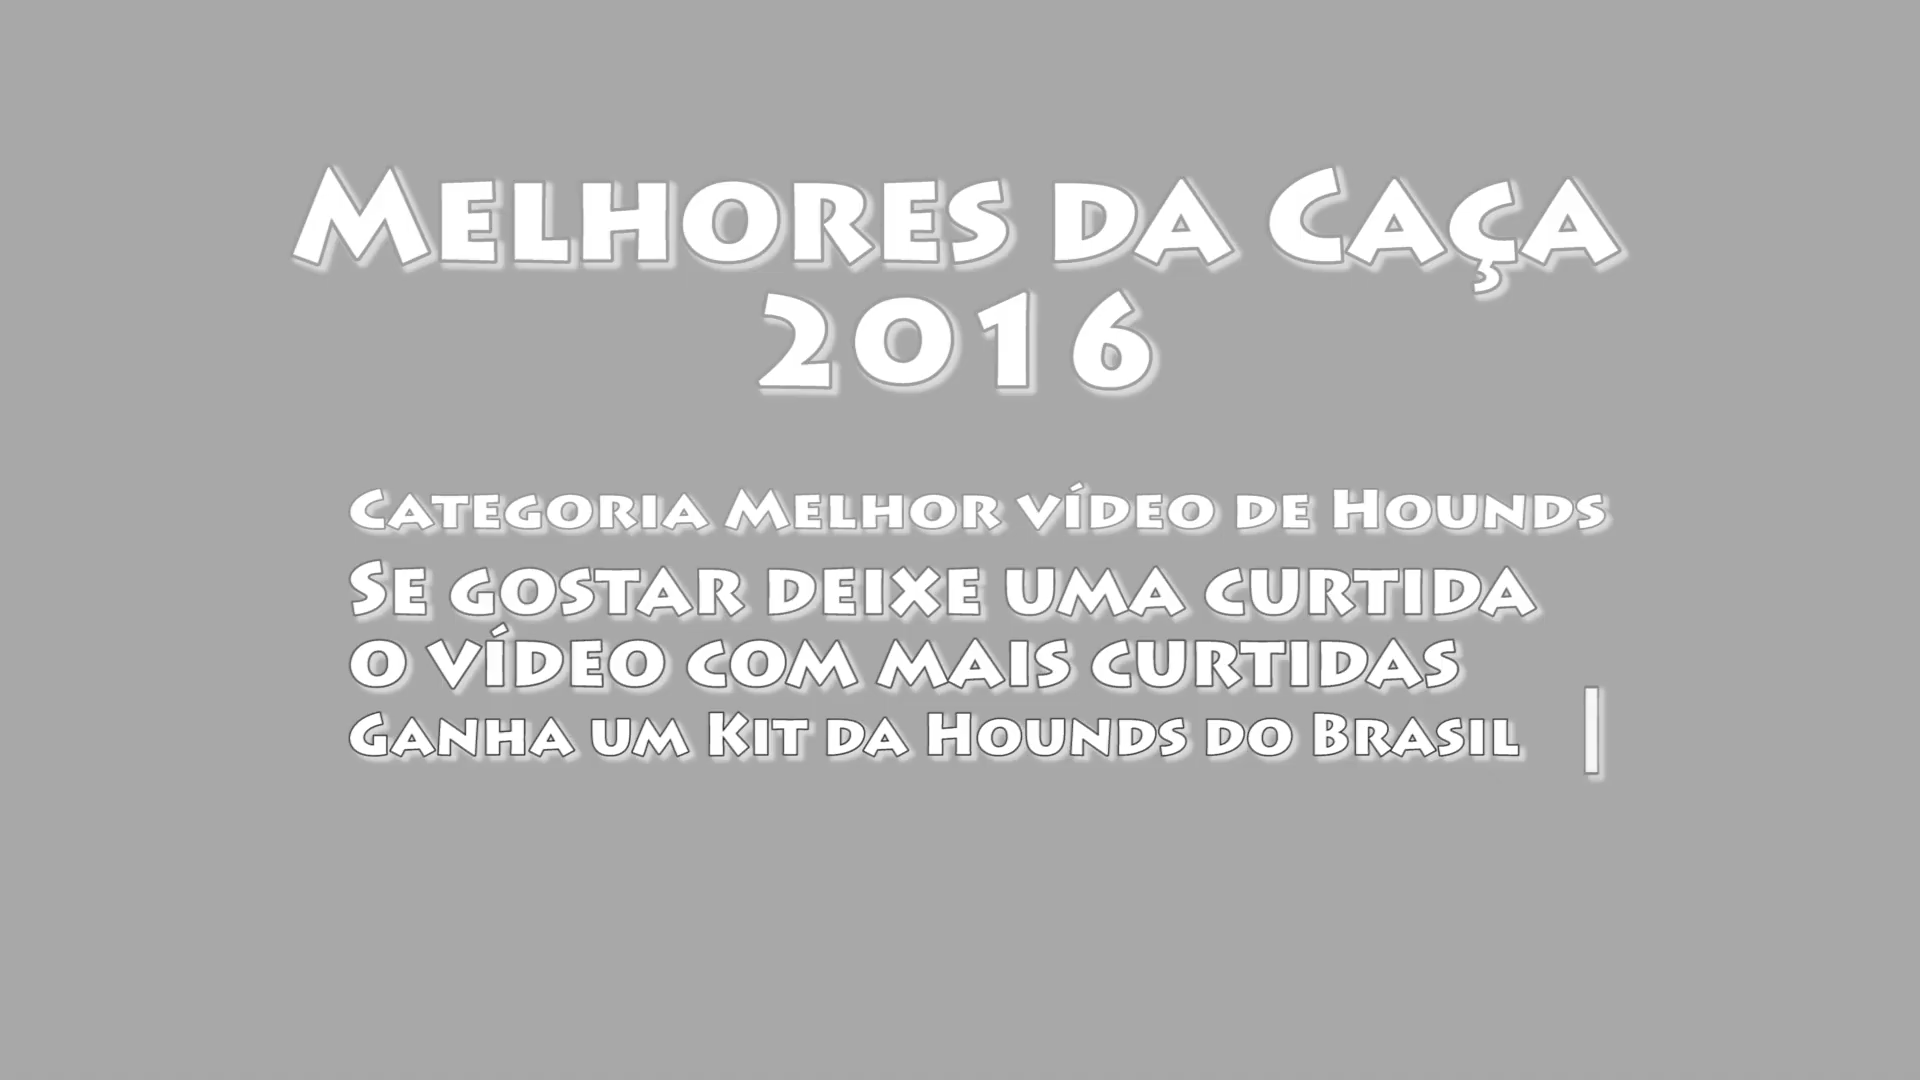 Melhores da Caça
2016
Categoria Melhor vídeo de Hounds
Se gostar deixe uma curtida
o vídeo com mais curtidas
Ganha um Kit da Hounds do Brasil